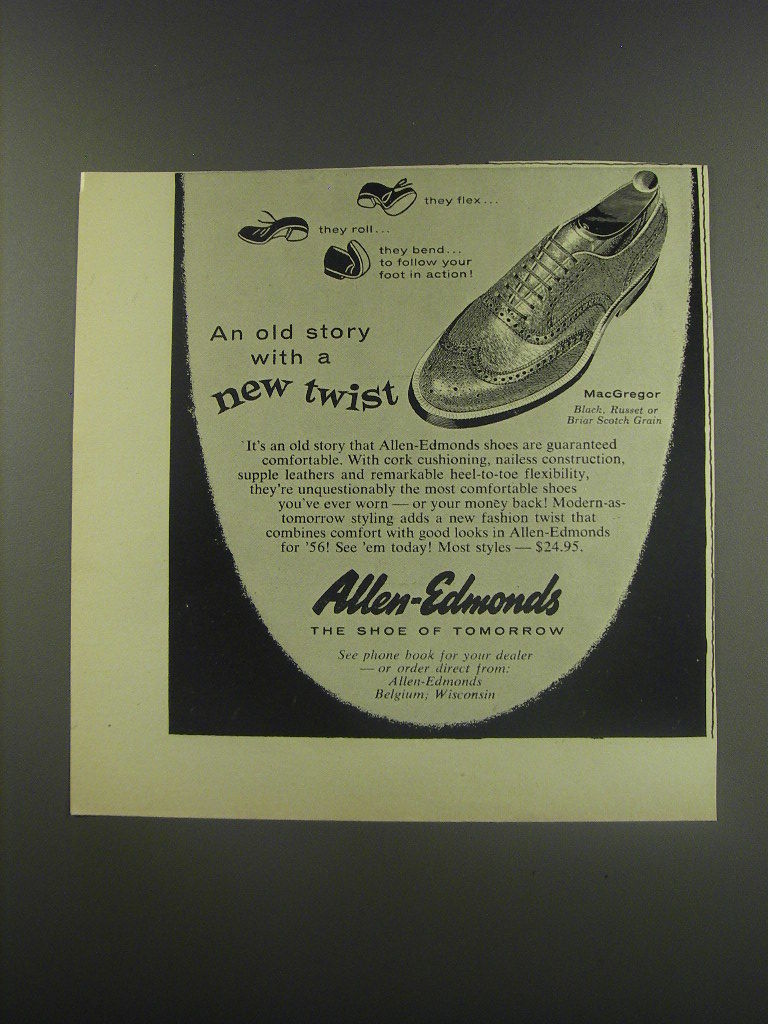 they flex...
they roll...
they bend...
to follow your
foot in action!
An old story
with a
new twist
MacGregor
Black, Russet or
Briar Scotch Grain
It's an old story that Allen-Edmonds shoes are guaranteed
comfortable. With cork cushioning, nailess construction,
supple leathers and remarkable heel-to-toe flexibility,
they're unquestionably the most comfortable shoes
you've ever worn — or your money back! Modern-as-
tomorrow styling adds a new fashion twist that
combines comfort with good looks in Allen-Edmonds
for '56! See 'em today! Most styles — $24.95.
Allen-Edmonds
THE SHOE OF TOMORROW
See phone book for your dealer
— or order direct from:
Allen-Edmonds
Belgium, Wisconsin